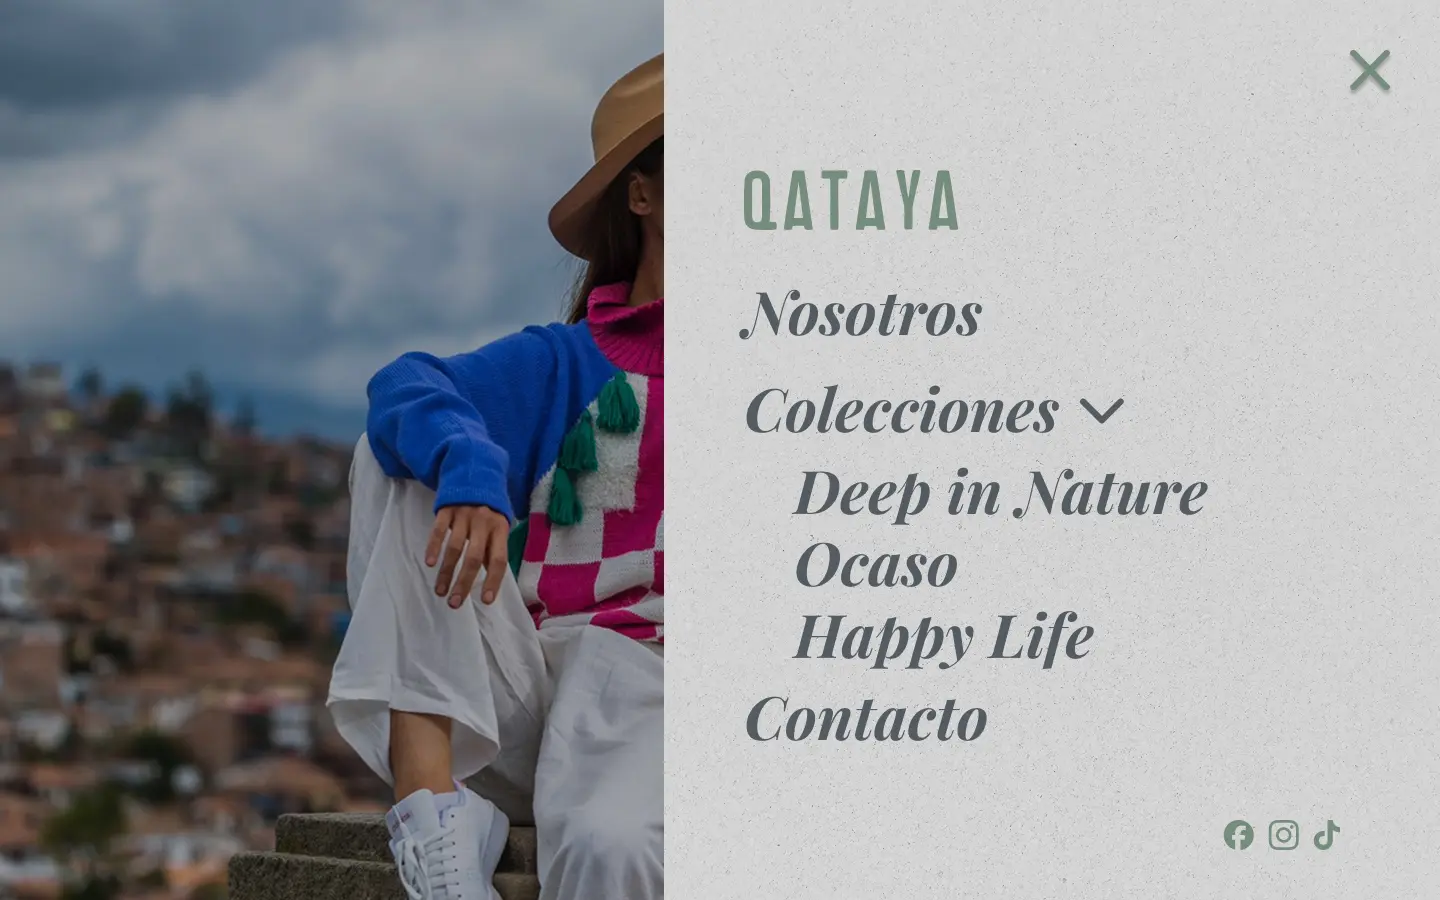 QATAYA
Nosotros
Colecciones
Deep in Nature
Ocaso
Happy Life
Contacto